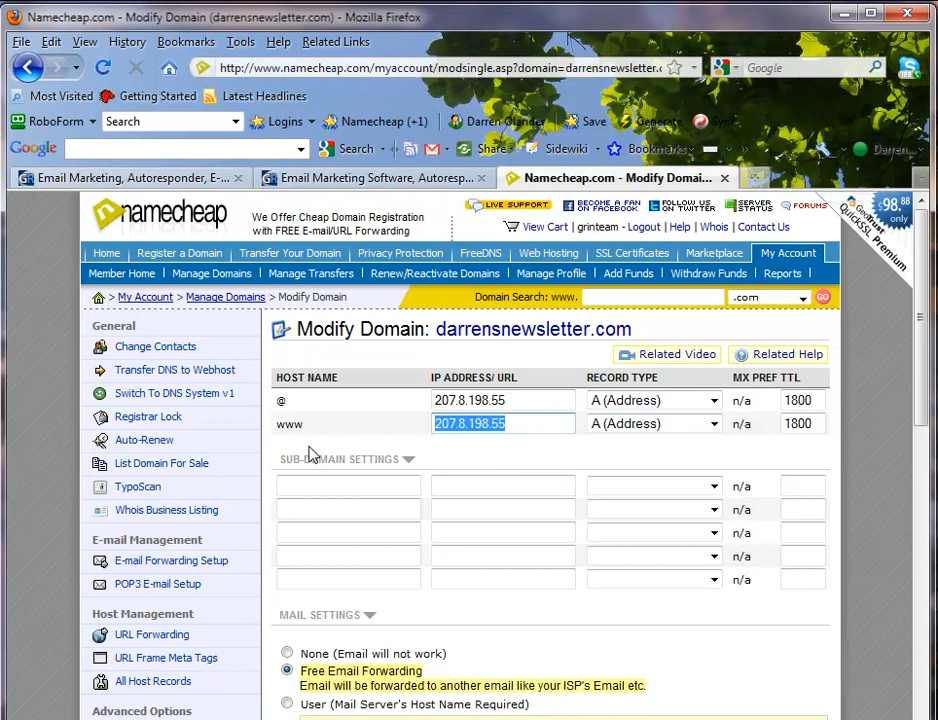 Namecheap.com - Modify Domain (darrensnewsletter.com) - Mozilla Firefox
File Edit View History Bookmarks Tools Help Related Links
http://www.namecheap.com/myaccount/modsingle.asp?domain=darrensnewsletter.c
Google
Most Visited Getting Started Latest Headlines
RoboForm Search Logins Namecheap (+1) Darren Olander Save Generate Sync
Google Search Share Sidewiki Bookmarks Darren...
Email Marketing, Autoresponder, E-... Email Marketing Software, Autoresp... Namecheap.com - Modify Domai...
namecheap
We Offer Cheap Domain Registration
with FREE E-mail/URL Forwarding
LIVE SUPPORT BECOME A FAN ON FACEBOOK FOLLOW US ON TWITTER SERVER STATUS FORUMS
View Cart | grinteam - Logout | Help | Whois | Contact Us
$98.88 only
GeoTrust
QuickSSL Premium
Home Register a Domain Transfer Your Domain Privacy Protection FreeDNS Web Hosting SSL Certificates Marketplace My Account
Member Home Manage Domains Manage Transfers Renew/Reactivate Domains Manage Profile Add Funds Withdraw Funds Reports
My Account > Manage Domains > Modify Domain
Domain Search: www. .com GO
General
Change Contacts
Transfer DNS to Webhost
Switch To DNS System v1
Registrar Lock
Auto-Renew
List Domain For Sale
TypoScan
Whois Business Listing
E-mail Management
E-mail Forwarding Setup
POP3 E-mail Setup
Host Management
URL Forwarding
URL Frame Meta Tags
All Host Records
Advanced Options
Modify Domain: darrensnewsletter.com
Related Video Related Help
HOST NAME IP ADDRESS/ URL RECORD TYPE MX PREF TTL
@ 207.8.198.55 A (Address) n/a 1800
www 207.8.198.55 A (Address) n/a 1800
SUB-DOMAIN SETTINGS
n/a
n/a
n/a
n/a
n/a
MAIL SETTINGS
None (Email will not work)
Free Email Forwarding
Email will be forwarded to another email like your ISP's Email etc.
User (Mail Server's Host Name Required)